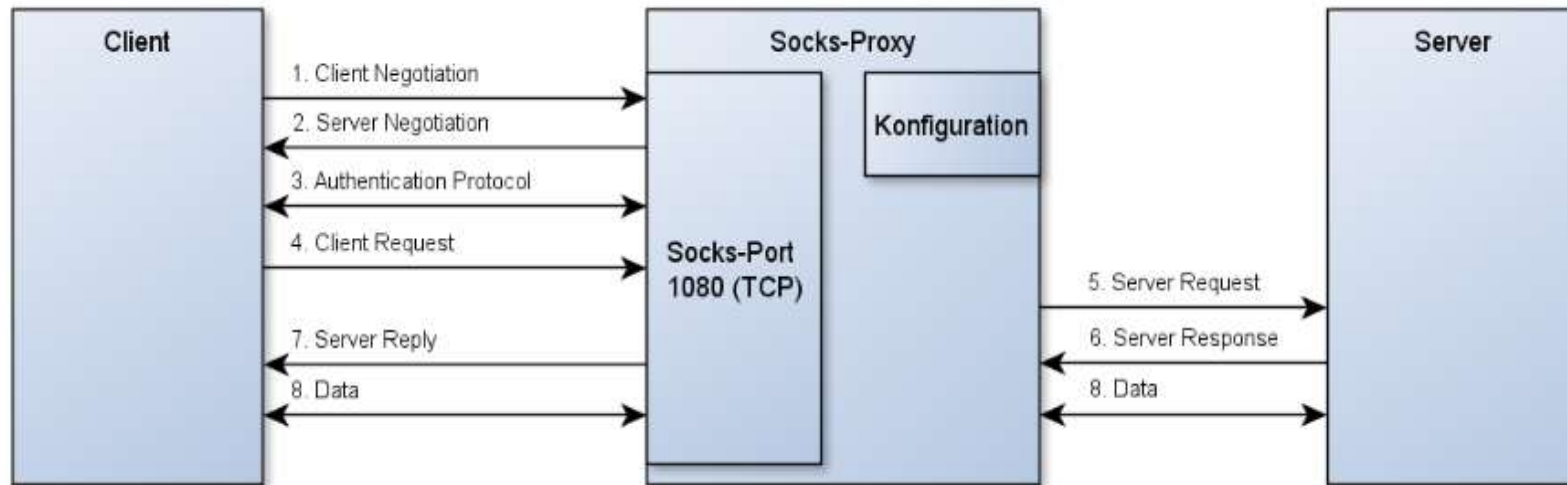 Client
Socks-Proxy
Server
1. Client Negotiation
Konfiguration
2. Server Negotiation
3. Authentication Protocol
4. Client Request
Socks-Port
1080 (TCP)
5. Server Request
7. Server Reply
6. Server Response
8. Data
8. Data